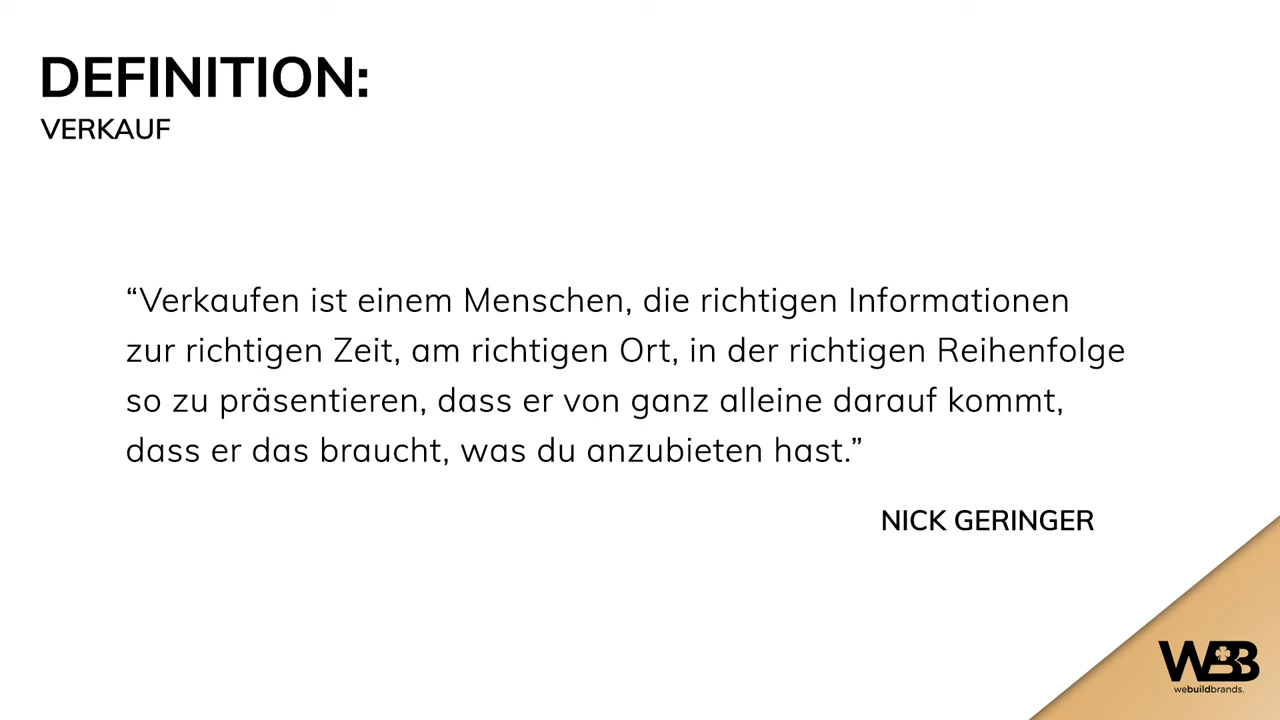 DEFINITION:
VERKAUF
“Verkaufen ist einem Menschen, die richtigen Informationen
zur richtigen Zeit, am richtigen Ort, in der richtigen Reihenfolge
so zu präsentieren, dass er von ganz alleine darauf kommt,
dass er das braucht, was du anzubieten hast.”
NICK GERINGER
WBB
webuildbrands.